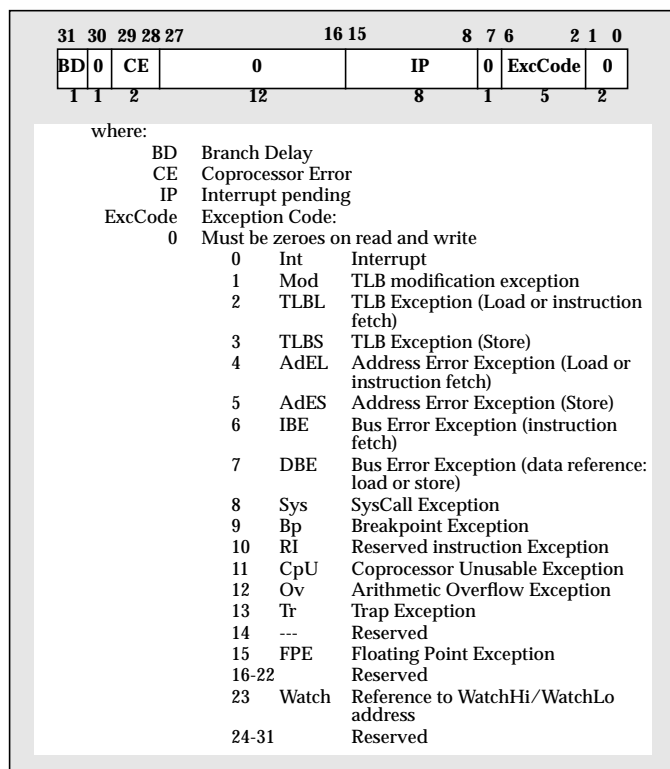 31 30 29 28 27 16 15 8 7 6 2 1 0
BD 0 CE 0 IP 0 ExcCode 0
1 1 2 12 8 1 5 2
where:
BD Branch Delay
CE Coprocessor Error
IP Interrupt pending
ExcCode Exception Code:
0 Must be zeroes on read and write
0 Int Interrupt
1 Mod TLB modification exception
2 TLBL TLB Exception (Load or instruction
fetch)
3 TLBS TLB Exception (Store)
4 AdEL Address Error Exception (Load or
instruction fetch)
5 AdES Address Error Exception (Store)
6 IBE Bus Error Exception (instruction
fetch)
7 DBE Bus Error Exception (data reference:
load or store)
8 Sys SysCall Exception
9 Bp Breakpoint Exception
10 RI Reserved instruction Exception
11 CpU Coprocessor Unusable Exception
12 Ov Arithmetic Overflow Exception
13 Tr Trap Exception
14 --- Reserved
15 FPE Floating Point Exception
16-22 Reserved
23 Watch Reference to WatchHi/WatchLo
address
24-31 Reserved